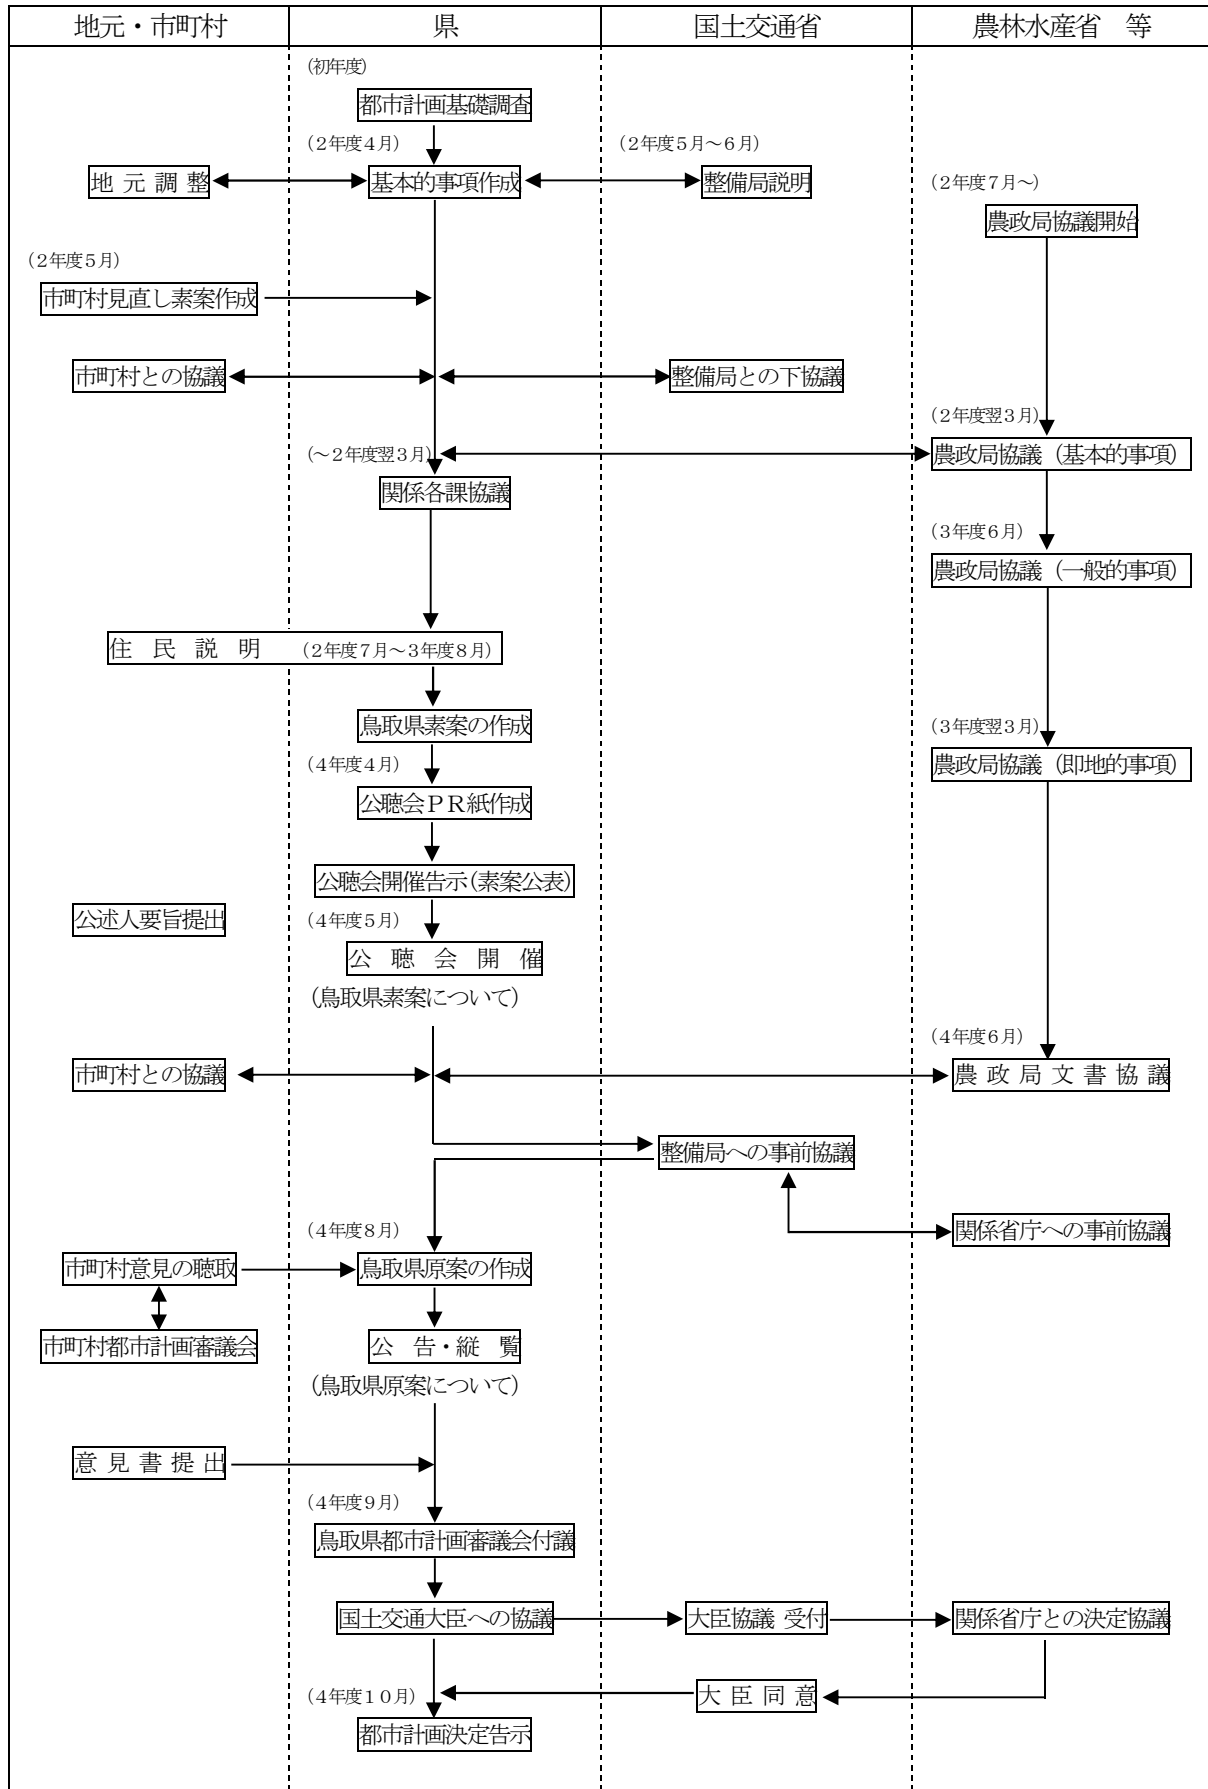 地元・市町村　県　国土交通省　農林水産省　等
（初年度）
都市計画基礎調査
（２年度４月）　（２年度５月～６月）
地 元 調 整　基本的事項作成　整備局説明
（２年度７月～）
農政局協議開始
（２年度５月）
市町村見直し素案作成
市町村との協議　整備局との下協議
（２年度翌３月）
（～２年度翌３月）　農政局協議（基本的事項）
関係各課協議
（３年度６月）
農政局協議（一般的事項）
住　民　説　明　（２年度７月～３年度８月）
鳥取県素案の作成
（３年度翌３月）
（４年度４月）　農政局協議（即地的事項）
公聴会ＰＲ紙作成
公聴会開催告示（素案公表）
公述人要旨提出　（４年度５月）
公　聴　会　開　催
（鳥取県素案について）
（４年度６月）
市町村との協議　農 政 局 文 書 協 議
整備局への事前協議
（４年度８月）　関係省庁への事前協議
市町村意見の聴取　鳥取県原案の作成
市町村都市計画審議会　公　告・縦　覧
（鳥取県原案について）
意 見 書 提 出
（４年度９月）
鳥取県都市計画審議会付議
国土交通大臣への協議　大臣協議 受付　関係省庁との決定協議
（４年度１０月）　大 臣 同 意
都市計画決定告示